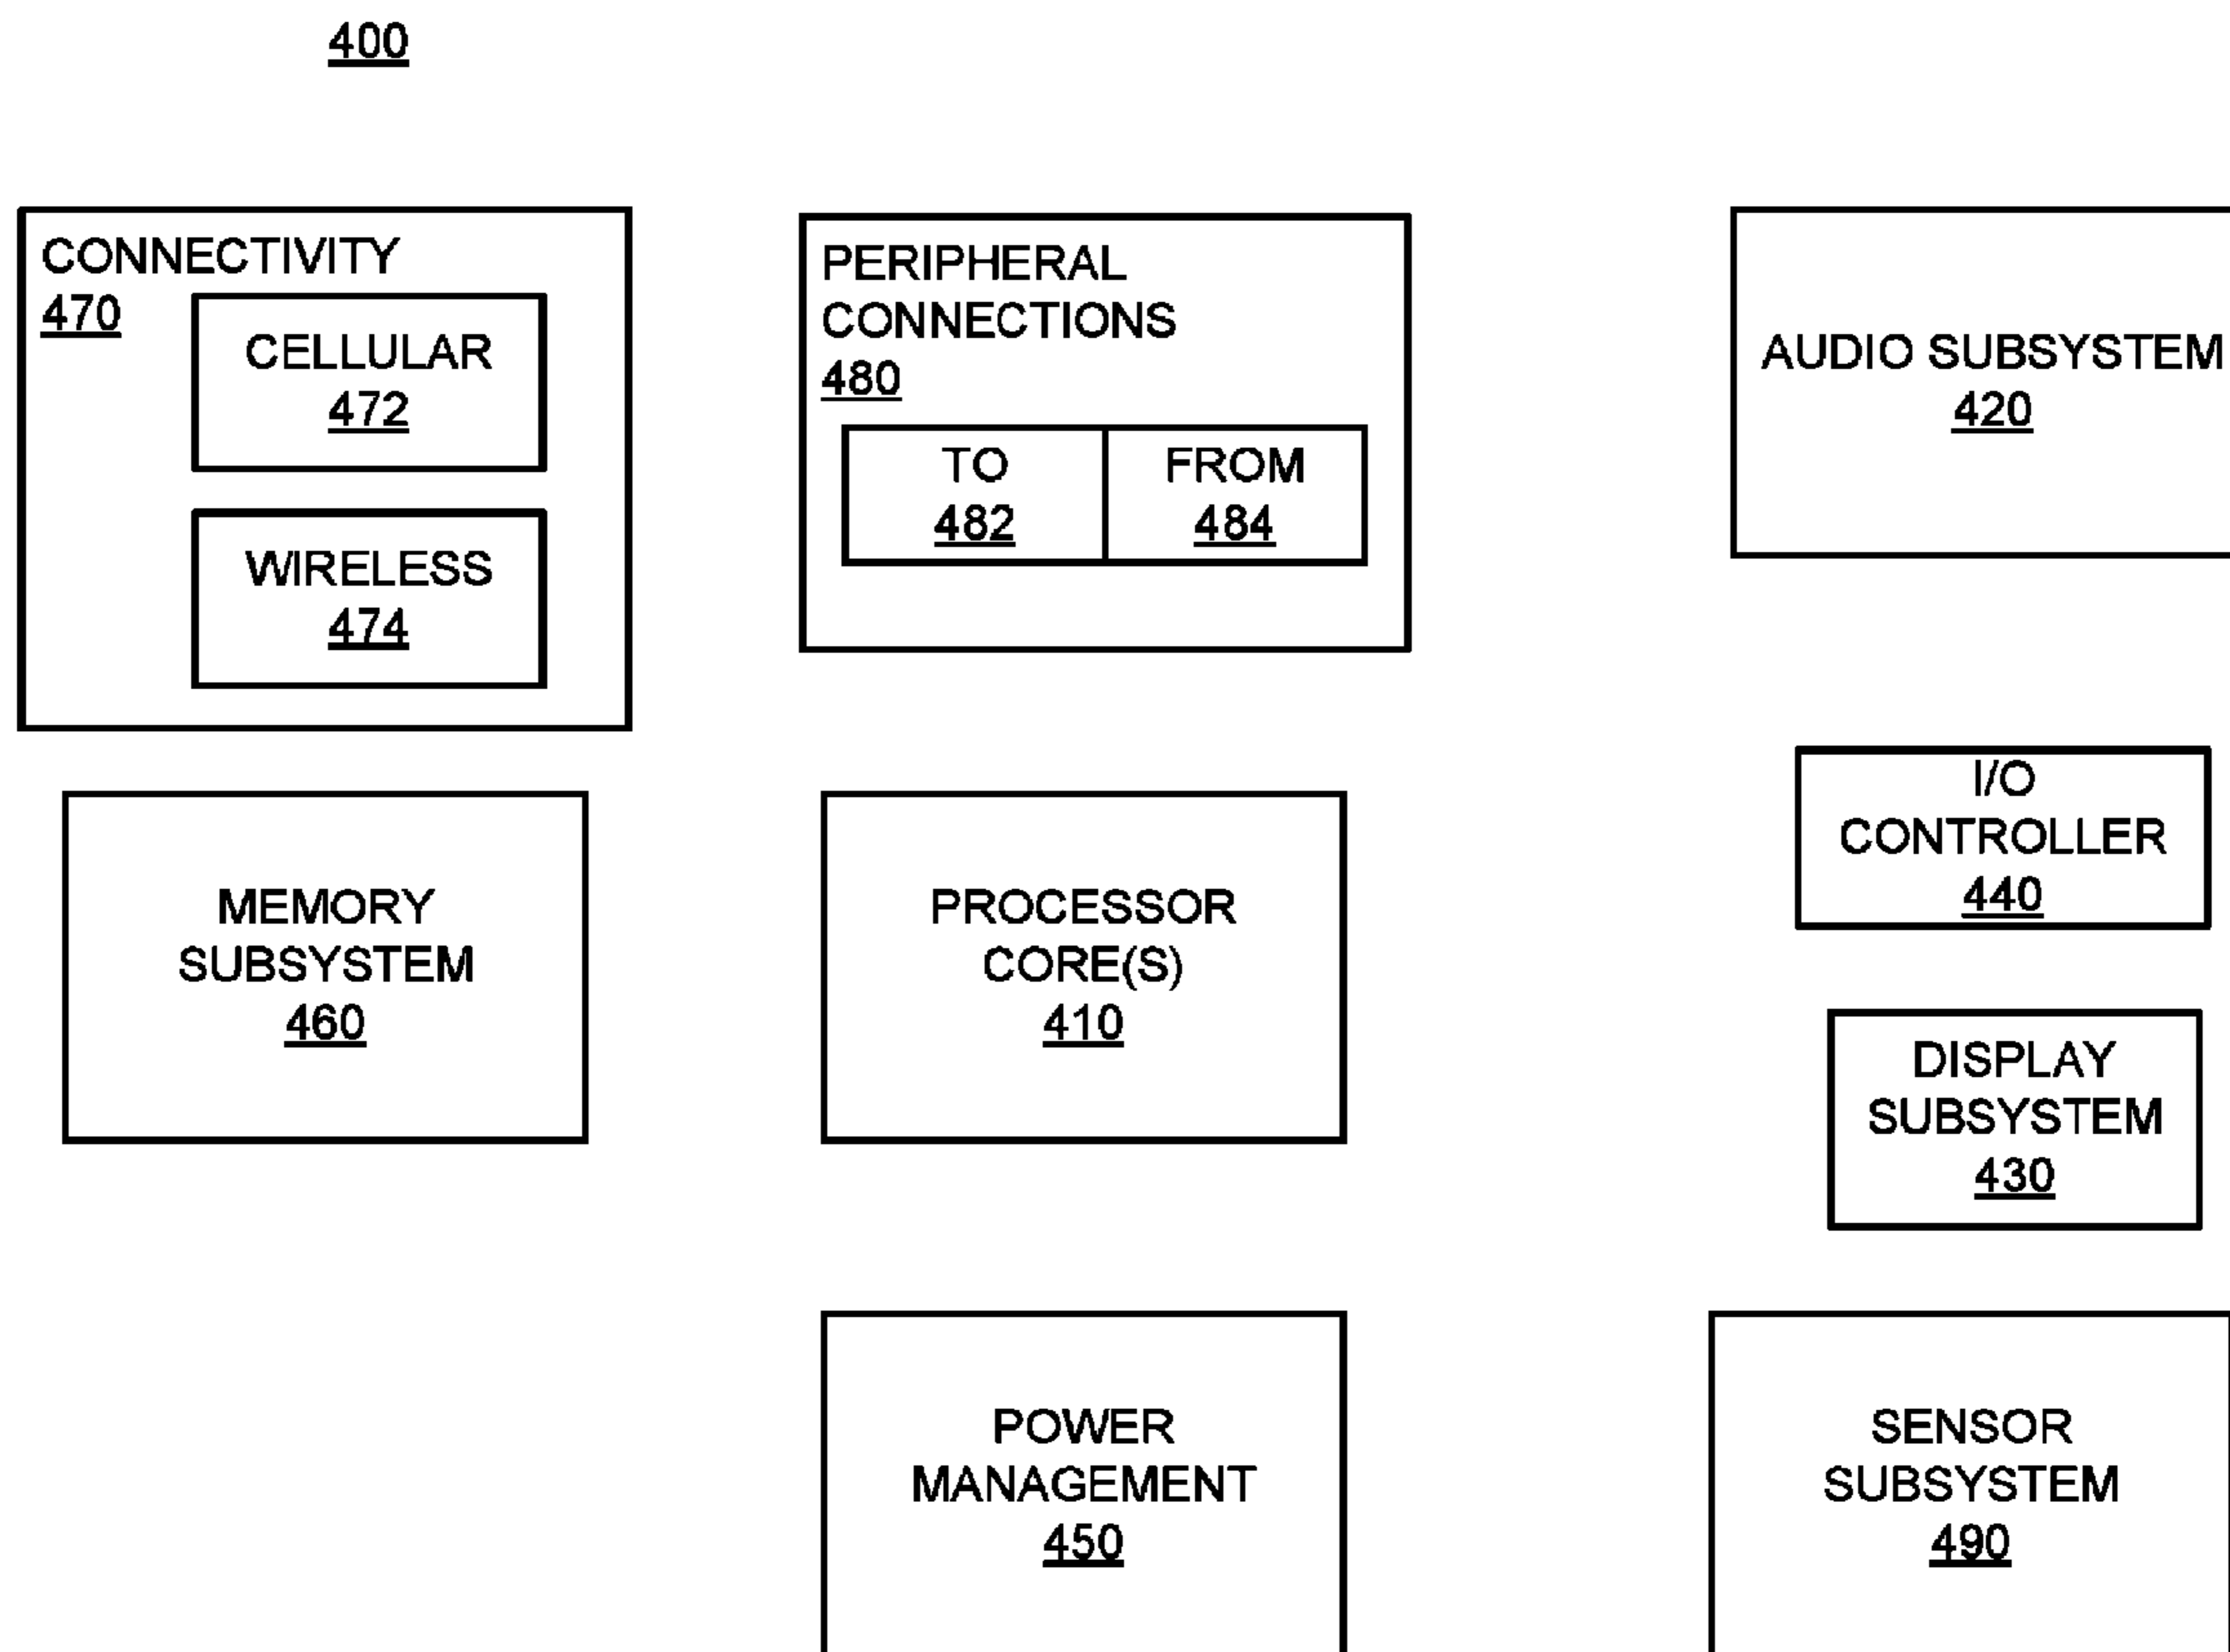 400
CONNECTIVITY
470
CELLULAR
472
WIRELESS
474
PERIPHERAL
CONNECTIONS
480
TO
482
FROM
484
AUDIO SUBSYSTEM
420
I/O
CONTROLLER
440
MEMORY
SUBSYSTEM
460
PROCESSOR
CORE(S)
410
DISPLAY
SUBSYSTEM
430
POWER
MANAGEMENT
450
SENSOR
SUBSYSTEM
490